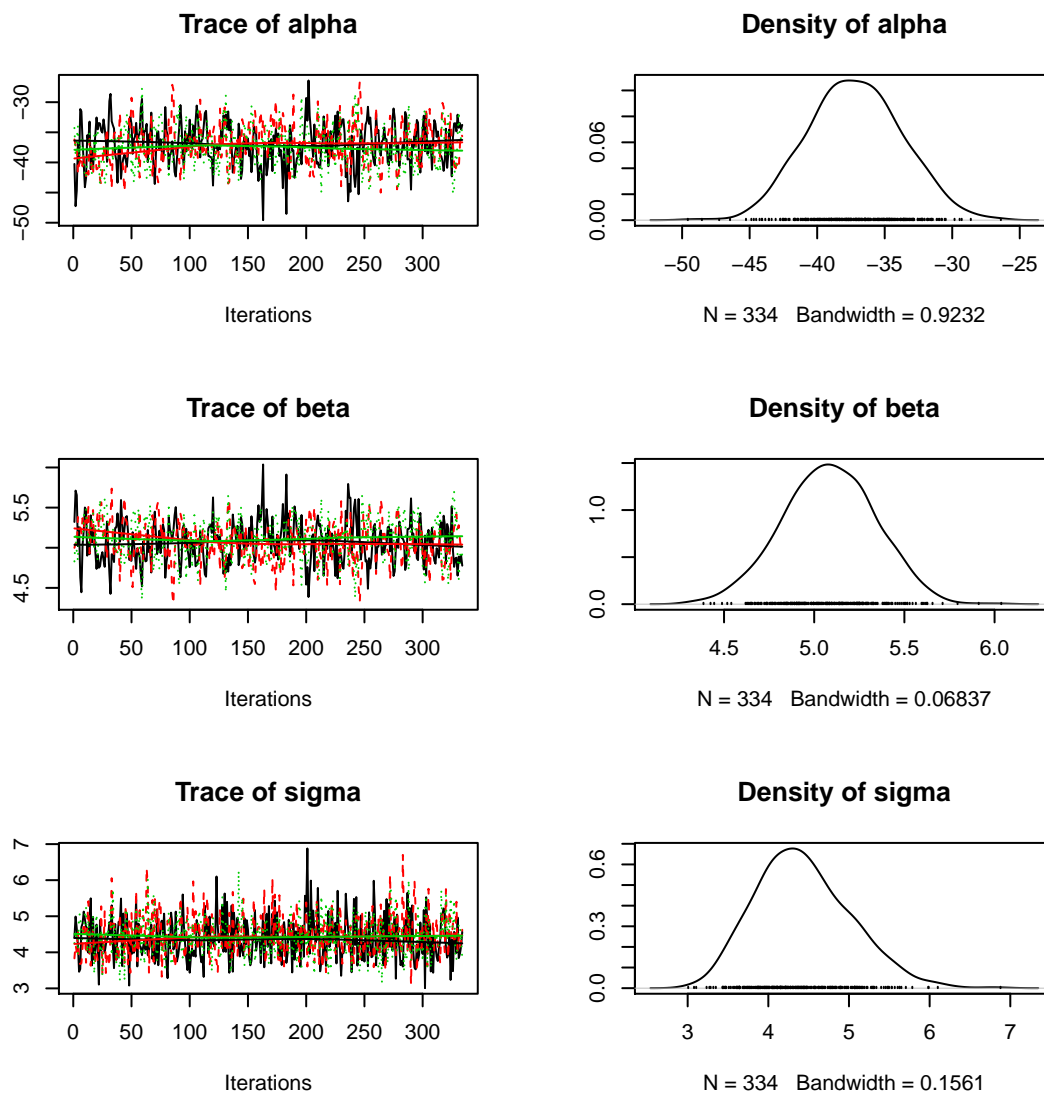 Trace of alpha
−50
−40
−30
0 50 100 150 200 250 300
Iterations
Density of alpha
0.00
0.06
−50 −45 −40 −35 −30 −25
N = 334 Bandwidth = 0.9232
Trace of beta
4.5
5.5
0 50 100 150 200 250 300
Iterations
Density of beta
0.0
1.0
4.5 5.0 5.5 6.0
N = 334 Bandwidth = 0.06837
Trace of sigma
3
4
5
6
7
0 50 100 150 200 250 300
Iterations
Density of sigma
0.0
0.3
0.6
3 4 5 6 7
N = 334 Bandwidth = 0.1561